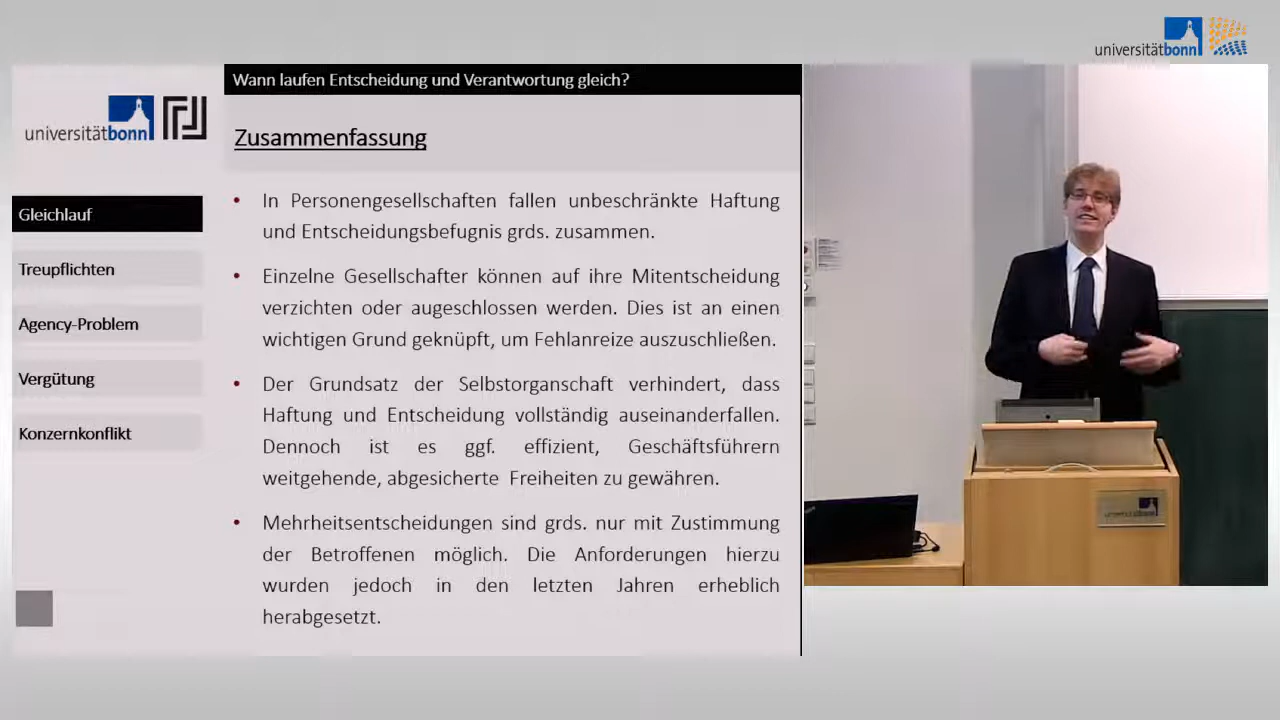 universitätbonn
Wann laufen Entscheidung und Verantwortung gleich?
universitätbonn
Zusammenfassung
Gleichlauf
Treupflichten
Agency-Problem
Vergütung
Konzernkonflikt
• In Personengesellschaften fallen unbeschränkte Haftung
und Entscheidungsbefugnis grds. zusammen.
• Einzelne Gesellschafter können auf ihre Mitentscheidung
verzichten oder augeschlossen werden. Dies ist an einen
wichtigen Grund geknüpft, um Fehlanreize auszuschließen.
• Der Grundsatz der Selbstorganschaft verhindert, dass
Haftung und Entscheidung vollständig auseinanderfallen.
Dennoch ist es ggf. effizient, Geschäftsführern
weitgehende, abgesicherte Freiheiten zu gewähren.
• Mehrheitsentscheidungen sind grds. nur mit Zustimmung
der Betroffenen möglich. Die Anforderungen hierzu
wurden jedoch in den letzten Jahren erheblich
herabgesetzt.
universitätbonn